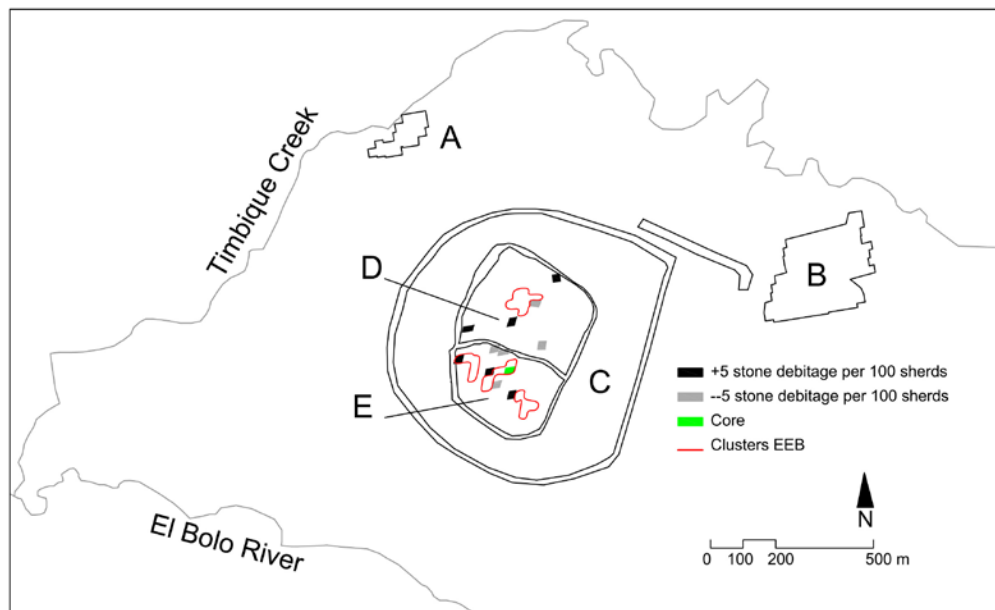 Timbique Creek
A
B
D
C
E
+5 stone debitage per 100 sherds
--5 stone debitage per 100 sherds
Core
Clusters EEB
N
El Bolo River
0 100 200 500 m